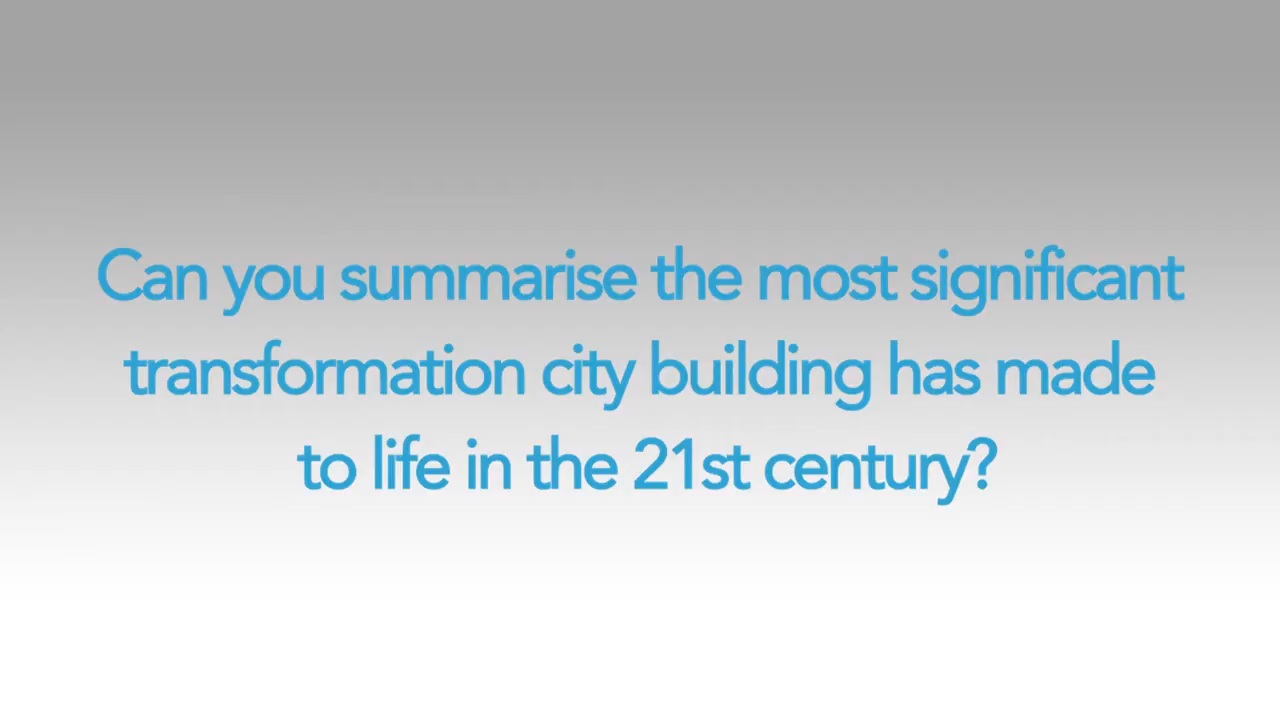 Can you summarise the most significant
transformation city building has made
to life in the 21st century?